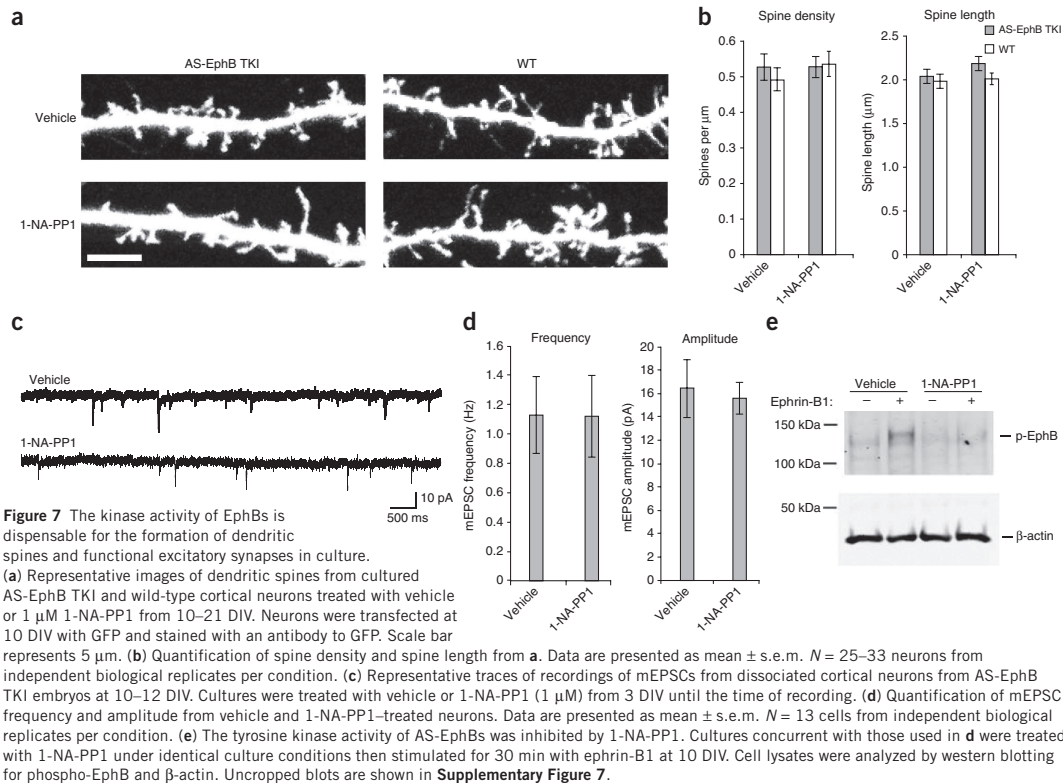 a
AS-EphB TKI
WT
Vehicle
1-NA-PP1
b
Spine density
Spine length
AS-EphB TKI
WT
0.6
0.5
0.4
0.3
0.2
0.1
0
Spines per μm
Vehicle
1-NA-PP1
2.5
2.0
1.5
1.0
0.5
0
Spine length (μm)
Vehicle
1-NA-PP1
c
Vehicle
1-NA-PP1
10 pA
500 ms
d
Frequency
1.6
1.4
1.2
1.0
0.8
0.6
0.4
0.2
0
mEPSC frequency (Hz)
Vehicle
1-NA-PP1
Amplitude
20
18
16
14
12
10
8
6
4
2
0
mEPSC amplitude (pA)
Vehicle
1-NA-PP1
e
Vehicle 1-NA-PP1
Ephrin-B1: – + – +
150 kDa
p-EphB
100 kDa
50 kDa
β-actin
Figure 7 The kinase activity of EphBs is
dispensable for the formation of dendritic
spines and functional excitatory synapses in culture.
(a) Representative images of dendritic spines from cultured
AS-EphB TKI and wild-type cortical neurons treated with vehicle
or 1 μM 1-NA-PP1 from 10–21 DIV. Neurons were transfected at
10 DIV with GFP and stained with an antibody to GFP. Scale bar
represents 5 μm. (b) Quantification of spine density and spine length from a. Data are presented as mean ± s.e.m. N = 25–33 neurons from
independent biological replicates per condition. (c) Representative traces of recordings of mEPSCs from dissociated cortical neurons from AS-EphB
TKI embryos at 10–12 DIV. Cultures were treated with vehicle or 1-NA-PP1 (1 μM) from 3 DIV until the time of recording. (d) Quantification of mEPSC
frequency and amplitude from vehicle and 1-NA-PP1–treated neurons. Data are presented as mean ± s.e.m. N = 13 cells from independent biological
replicates per condition. (e) The tyrosine kinase activity of AS-EphBs was inhibited by 1-NA-PP1. Cultures concurrent with those used in d were treated
with 1-NA-PP1 under identical culture conditions then stimulated for 30 min with ephrin-B1 at 10 DIV. Cell lysates were analyzed by western blotting
for phospho-EphB and β-actin. Uncropped blots are shown in Supplementary Figure 7.